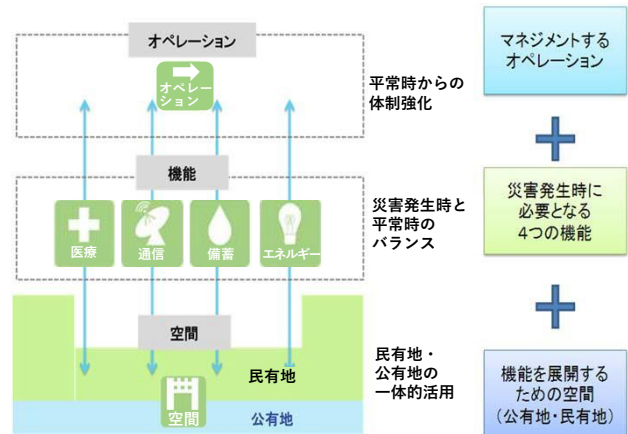 オペレーション
オペレー
ション
平常時からの
体制強化
マネジメントする
オペレーション
機能
医療
通信
備蓄
エネルギー
災害発生時と
平常時の
バランス
災害発生時に
必要となる
4つの機能
空間
民有地
空間
公有地
民有地・
公有地の
一体的活用
機能を展開する
ための空間
(公有地・民有地)